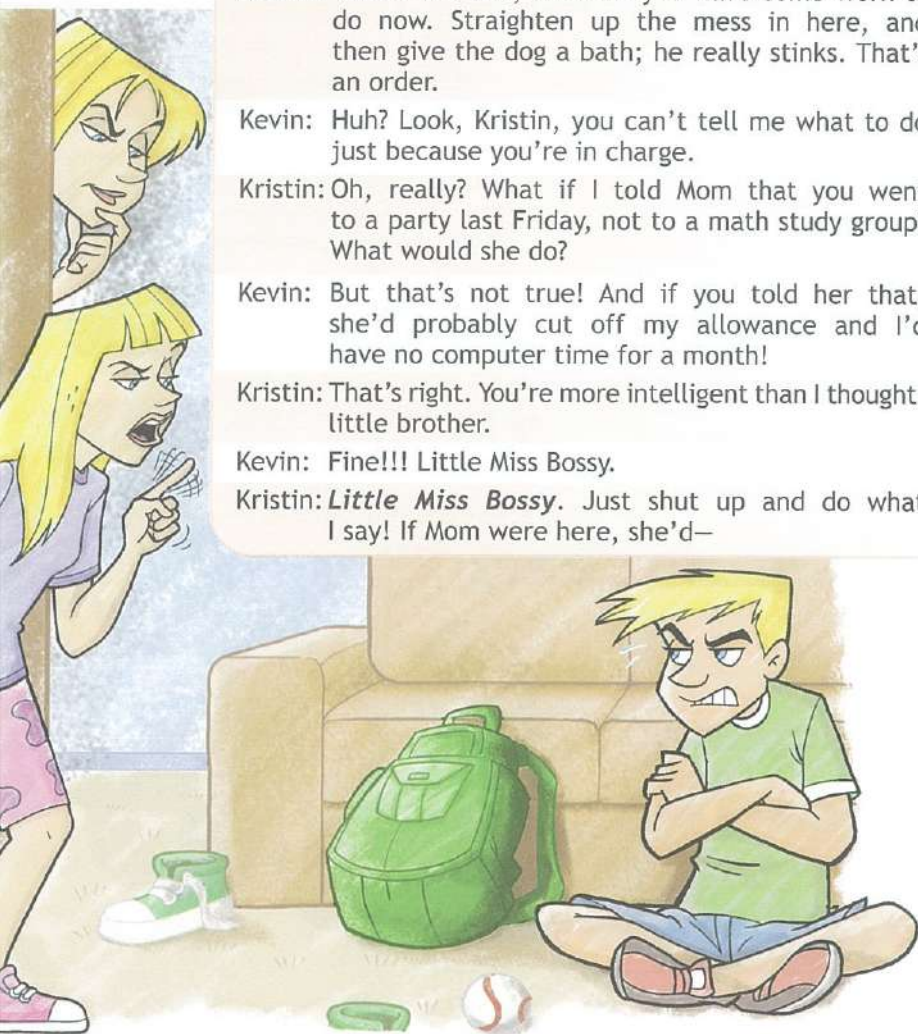 do now. Straighten up the mess in here, and
then give the dog a bath; he really stinks. That'
an order.
Kevin: Huh? Look, Kristin, you can't tell me what to do
just because you're in charge.
Kristin: Oh, really? What if I told Mom that you wen
to a party last Friday, not to a math study group
What would she do?
Kevin: But that's not true! And if you told her that,
she'd probably cut off my allowance and I'd
have no computer time for a month!
Kristin: That's right. You're more intelligent than I thought,
little brother.
Kevin: Fine!!! Little Miss Bossy.
Kristin: Little Miss Bossy. Just shut up and do what
I say! If Mom were here, she'd—